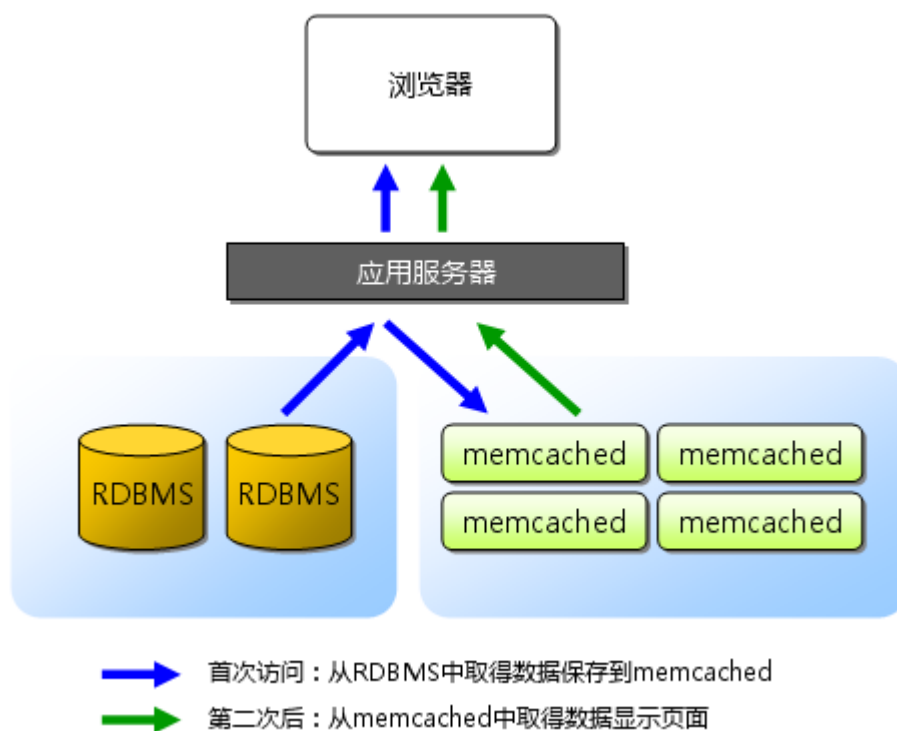 浏览器
应用服务器
RDBMS RDBMS
memcached memcached
memcached memcached
首次访问：从RDBMS中取得数据保存到memcached
第二次后：从memcached中取得数据显示页面